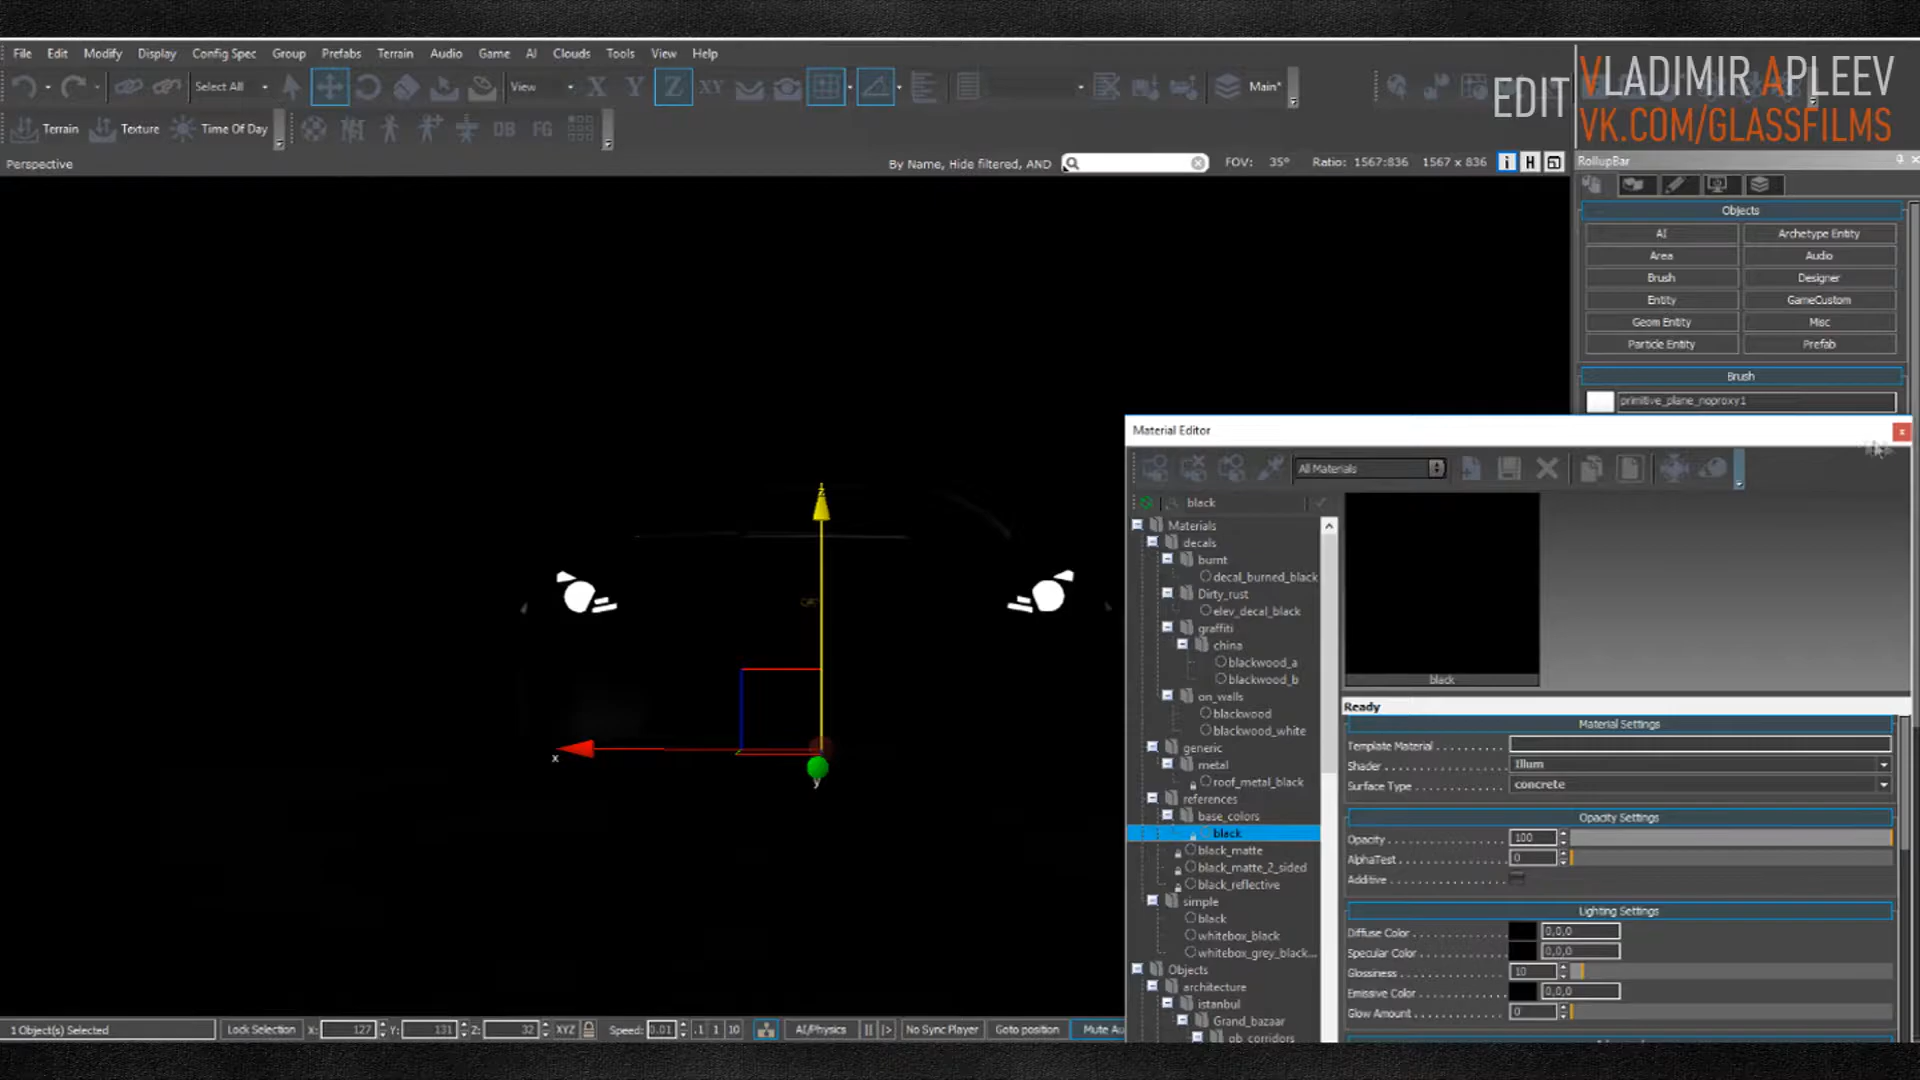 File Edit Modify Display Config Spec Group Prefabs Terrain Audio Game AI Clouds Tools View Help
Select All View X Y Z XY Main*
EDIT
VLADIMIR APLEEV
VK.COM/GLASSFILMS
Terrain Texture Time Of Day DB FG
Perspective By Name, Hide filtered, AND FOV: 35° Ratio: 1567:836 1567 x 836 i H
RollupBar
Objects
AI Archetype Entity
Area Audio
Brush Designer
Entity GameCustom
Geom Entity Misc
Particle Entity Prefab
Brush
primitive_plane_noproxy1
Material Editor
All Materials
black
Materials
decals
burnt
decal_burned_black
Dirty_rust
elev_decal_black
graffiti
china
blackwood_a
blackwood_b
on_walls
blackwood
blackwood_white
generic
metal
roof_metal_black
references
base_colors
black
black_matte
black_matte_2_sided
black_reflective
simple
black
whitebox_black
whitebox_grey_black...
Objects
architecture
istanbul
Grand_bazaar
gb_corridors
black
Ready
Material Settings
Template Material
Shader Illum
Surface Type concrete
Opacity Settings
Opacity 100
AlphaTest 0
Additive
Lighting Settings
Diffuse Color 0,0,0
Specular Color 0,0,0
Glossiness 10
Emissive Color 0,0,0
Glow Amount 0
z
x
y
1 Object(s) Selected Lock Selection X: 127 Y: 131 Z: 32 XYZ Speed: 0.01 .1 1 10 AI/Physics No Sync Player Goto position Mute Au